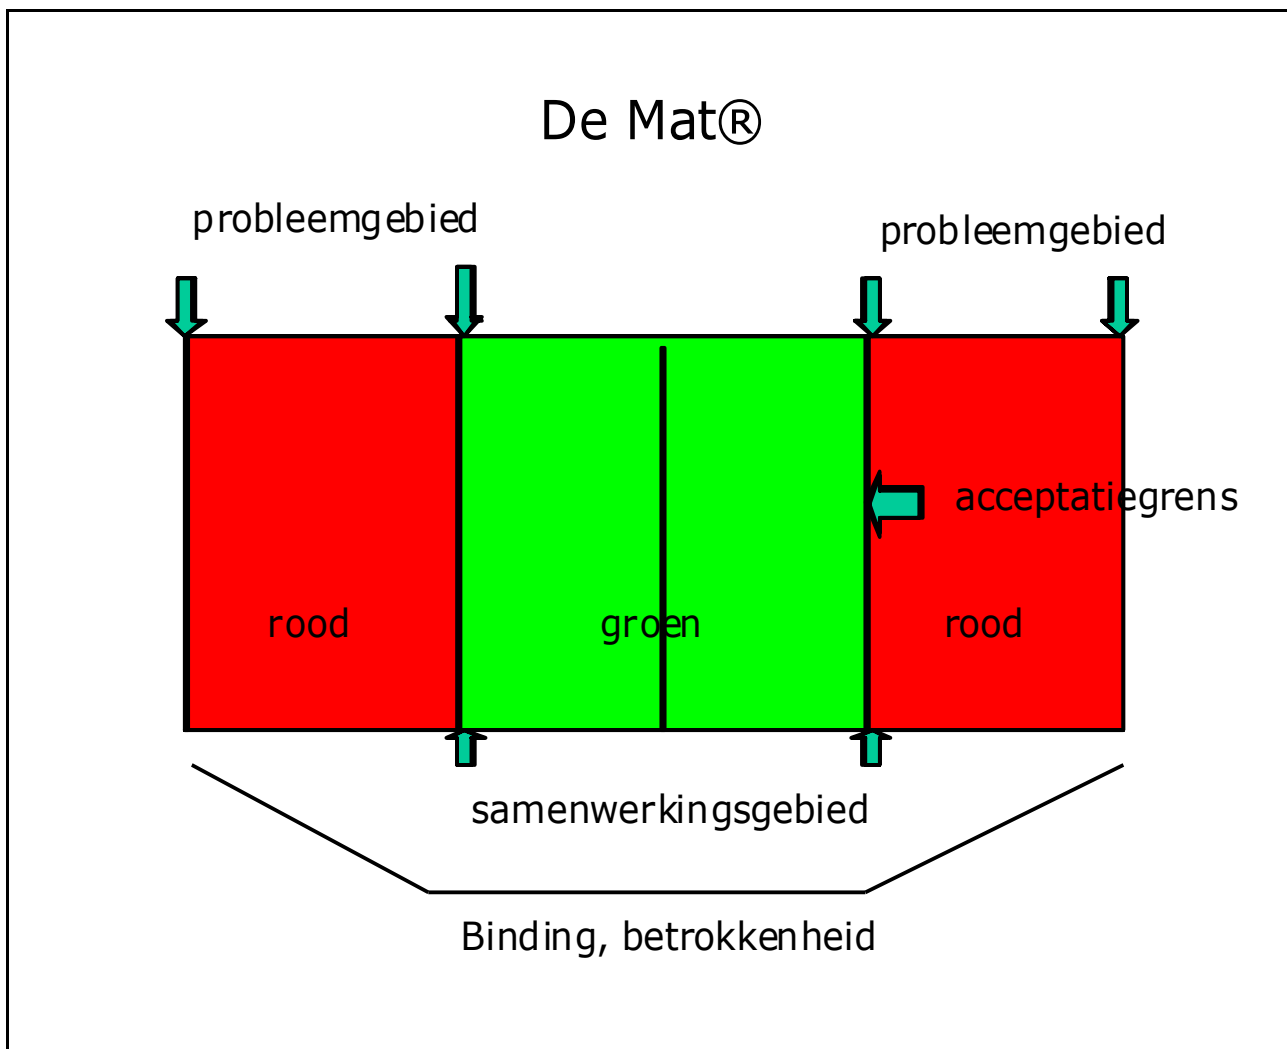 De Mat®
probleemgebied
probleemgebied
acceptatiegrens
rood
groen
rood
samenwerkingsgebied
Binding, betrokkenheid